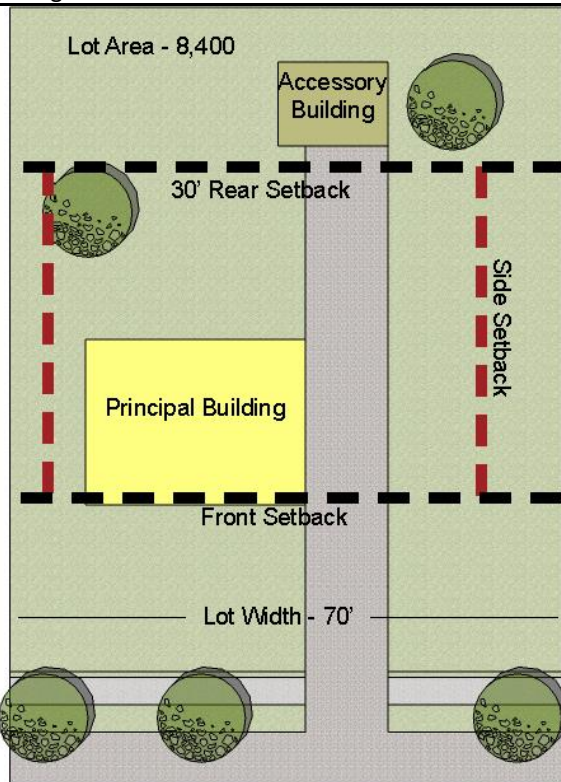 Lot Area - 8,400
Accessory
Building
30' Rear Setback
Side Setback
Principal Building
Front Setback
Lot Width - 70'